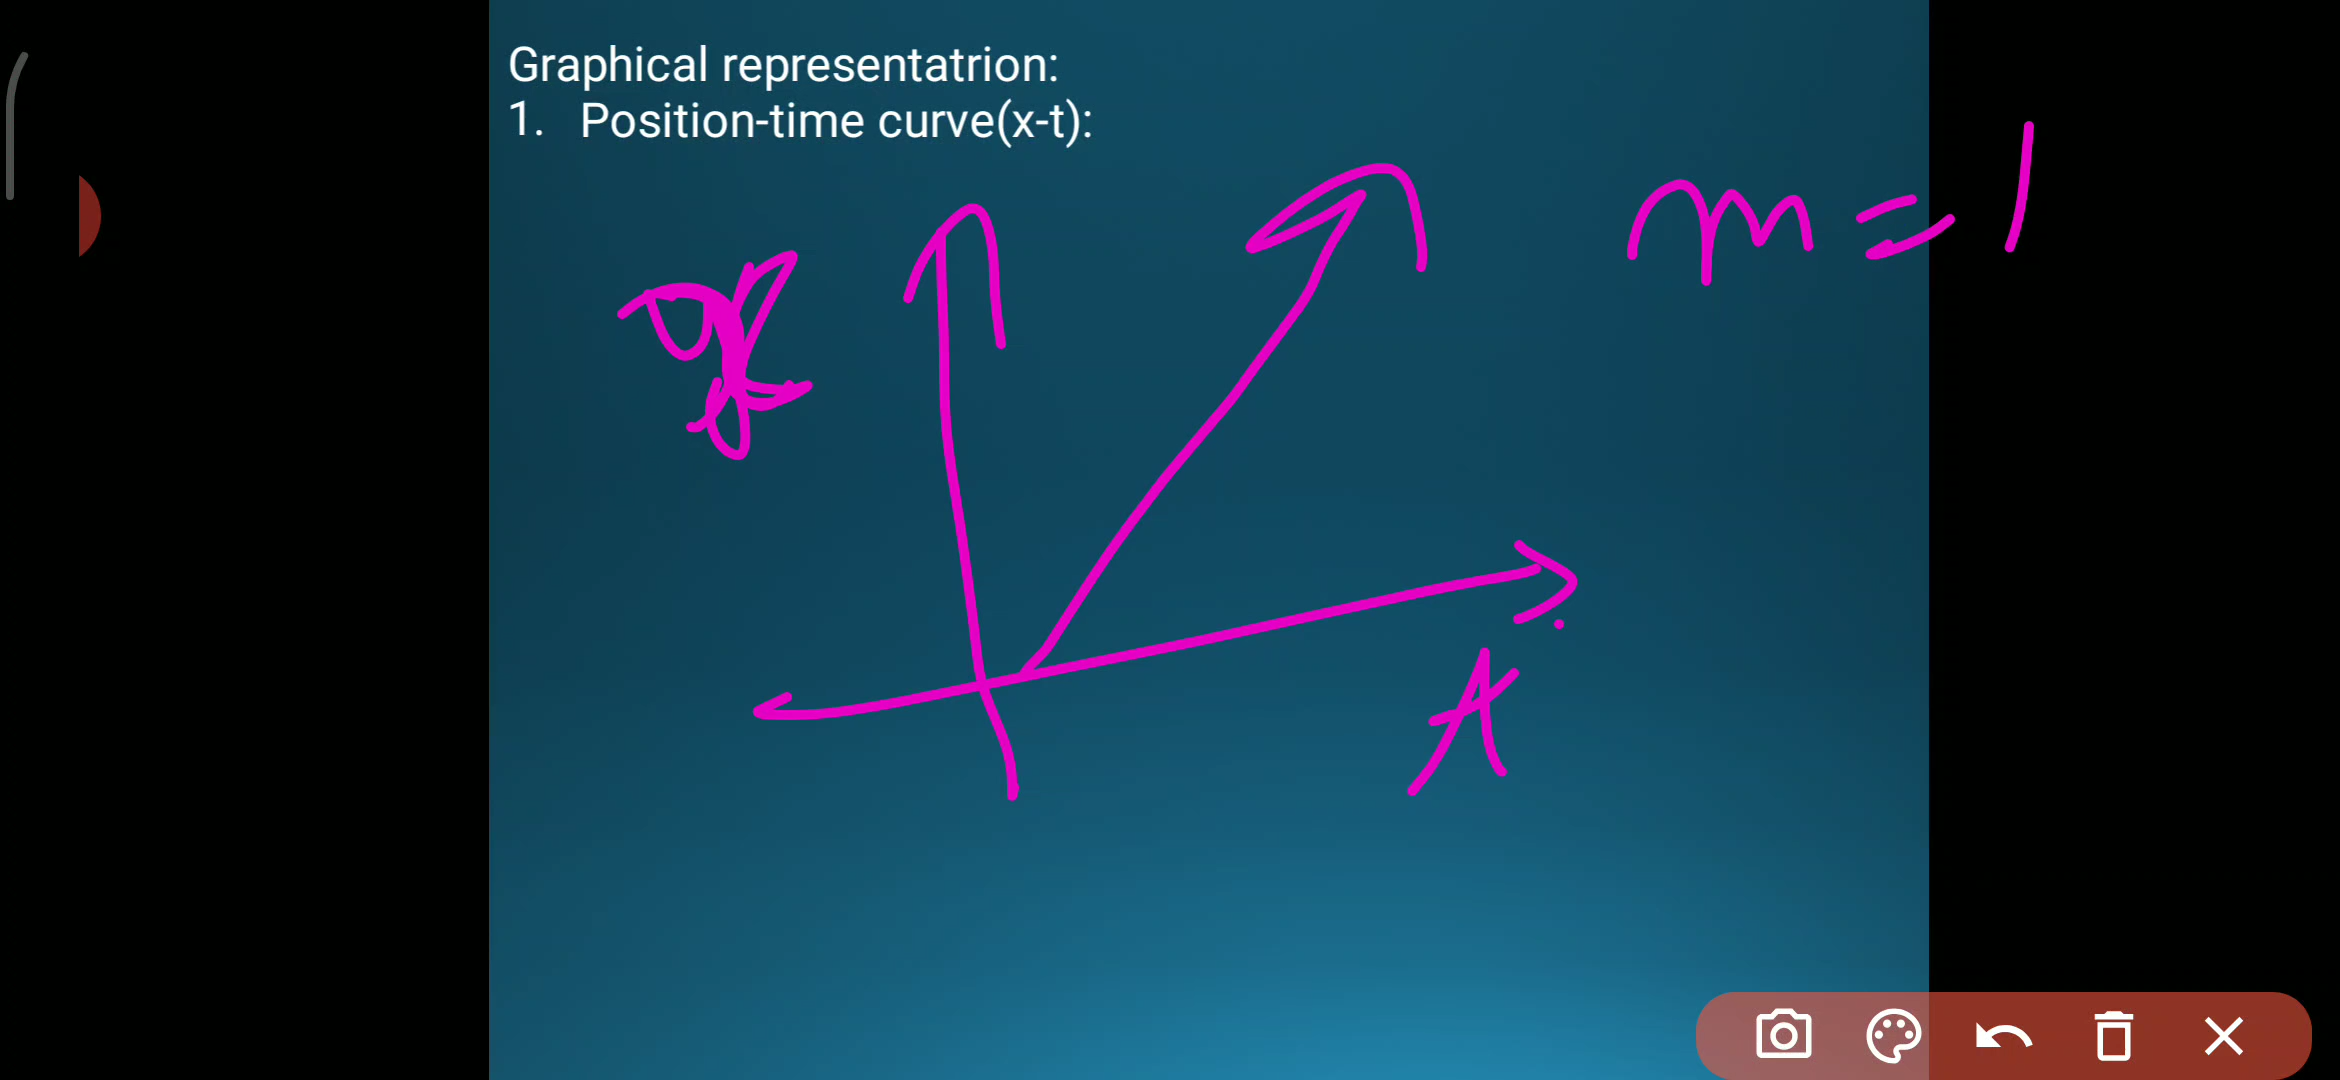 Graphical representatrion:
1. Position-time curve(x-t):
m = 1